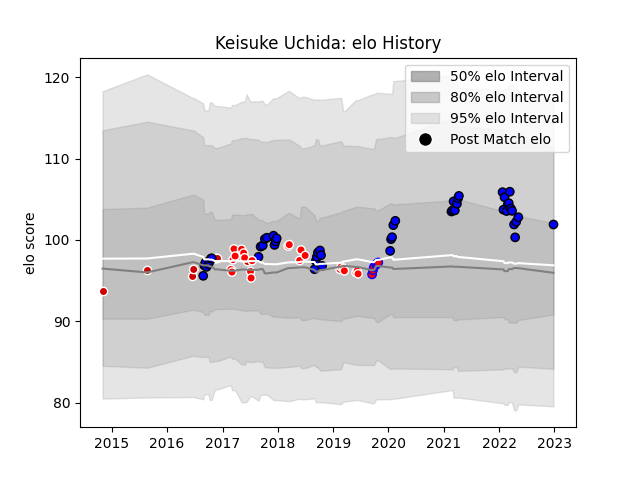 Keisuke Uchida: elo History
50% elo Interval
80% elo Interval
95% elo Interval
Post Match elo
elo score
120
110
100
90
80
2015 2016 2017 2018 2019 2020 2021 2022 2023